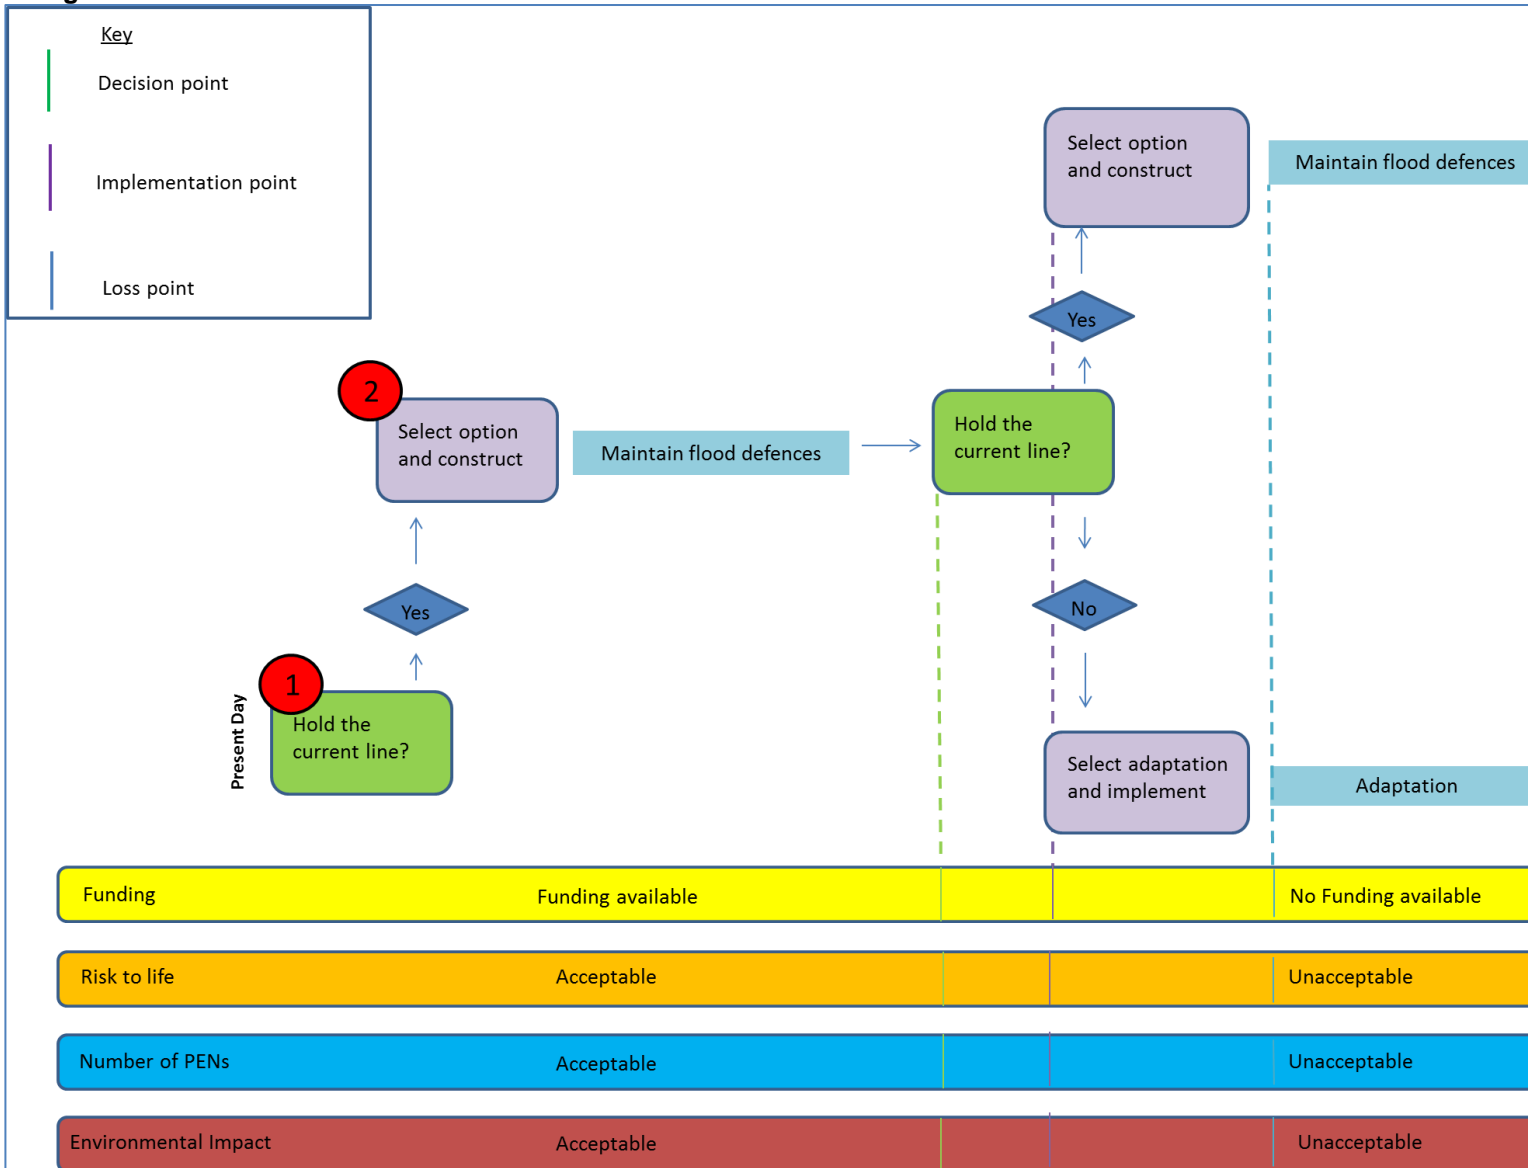 Key
Decision point
Implementation point
Loss point
Select option
and construct
Maintain flood defences
Yes
2
Select option
and construct
Maintain flood defences
Hold the
current line?
Yes
No
1
Present Day
Hold the
current line?
Select adaptation
and implement
Adaptation
Funding
Funding available
No Funding available
Risk to life
Acceptable
Unacceptable
Number of PENs
Acceptable
Unacceptable
Environmental Impact
Acceptable
Unacceptable